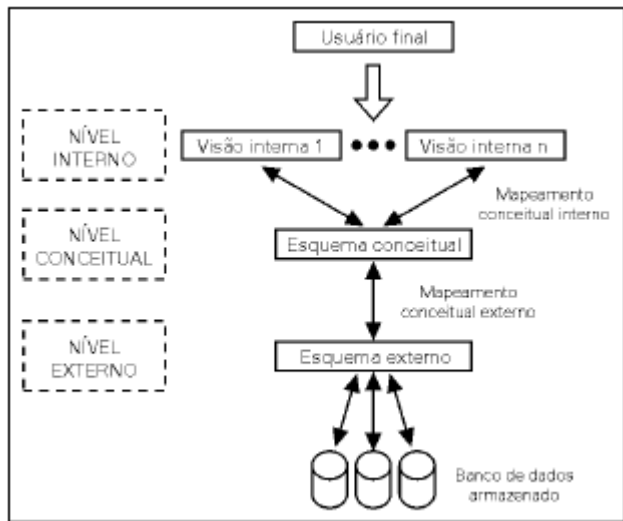 Usuário final
NÍVEL
INTERNO
Visão interna 1
Visão interna n
Mapeamento
conceitual interno
NÍVEL
CONCEITUAL
Esquema conceitual
Mapeamento
conceitual externo
NÍVEL
EXTERNO
Esquema externo
Banco de dados
armazenado